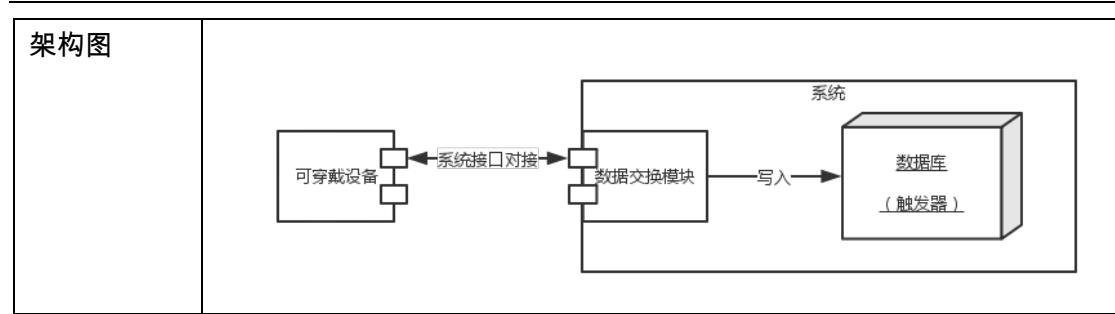 架构图
系统
可穿戴设备
系统接口对接
数据交换模块
写入
数据库
（触发器）